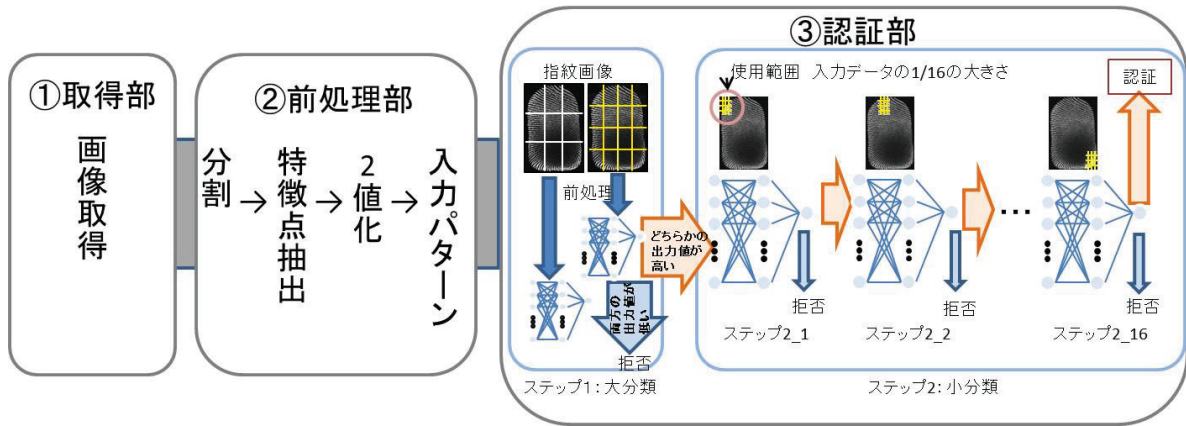 ①取得部
画像取得
②前処理部
分割
→
特徴点抽出
→
2値化
→
入力パターン
③認証部
指紋画像
前処理
どちらかの
出力値が
高い
両方の
出力値が
低い
拒否
ステップ1:大分類
使用範囲 入力データの1/16の大きさ
認証
...
拒否
拒否
拒否
ステップ2_1
ステップ2_2
ステップ2_16
ステップ2:小分類